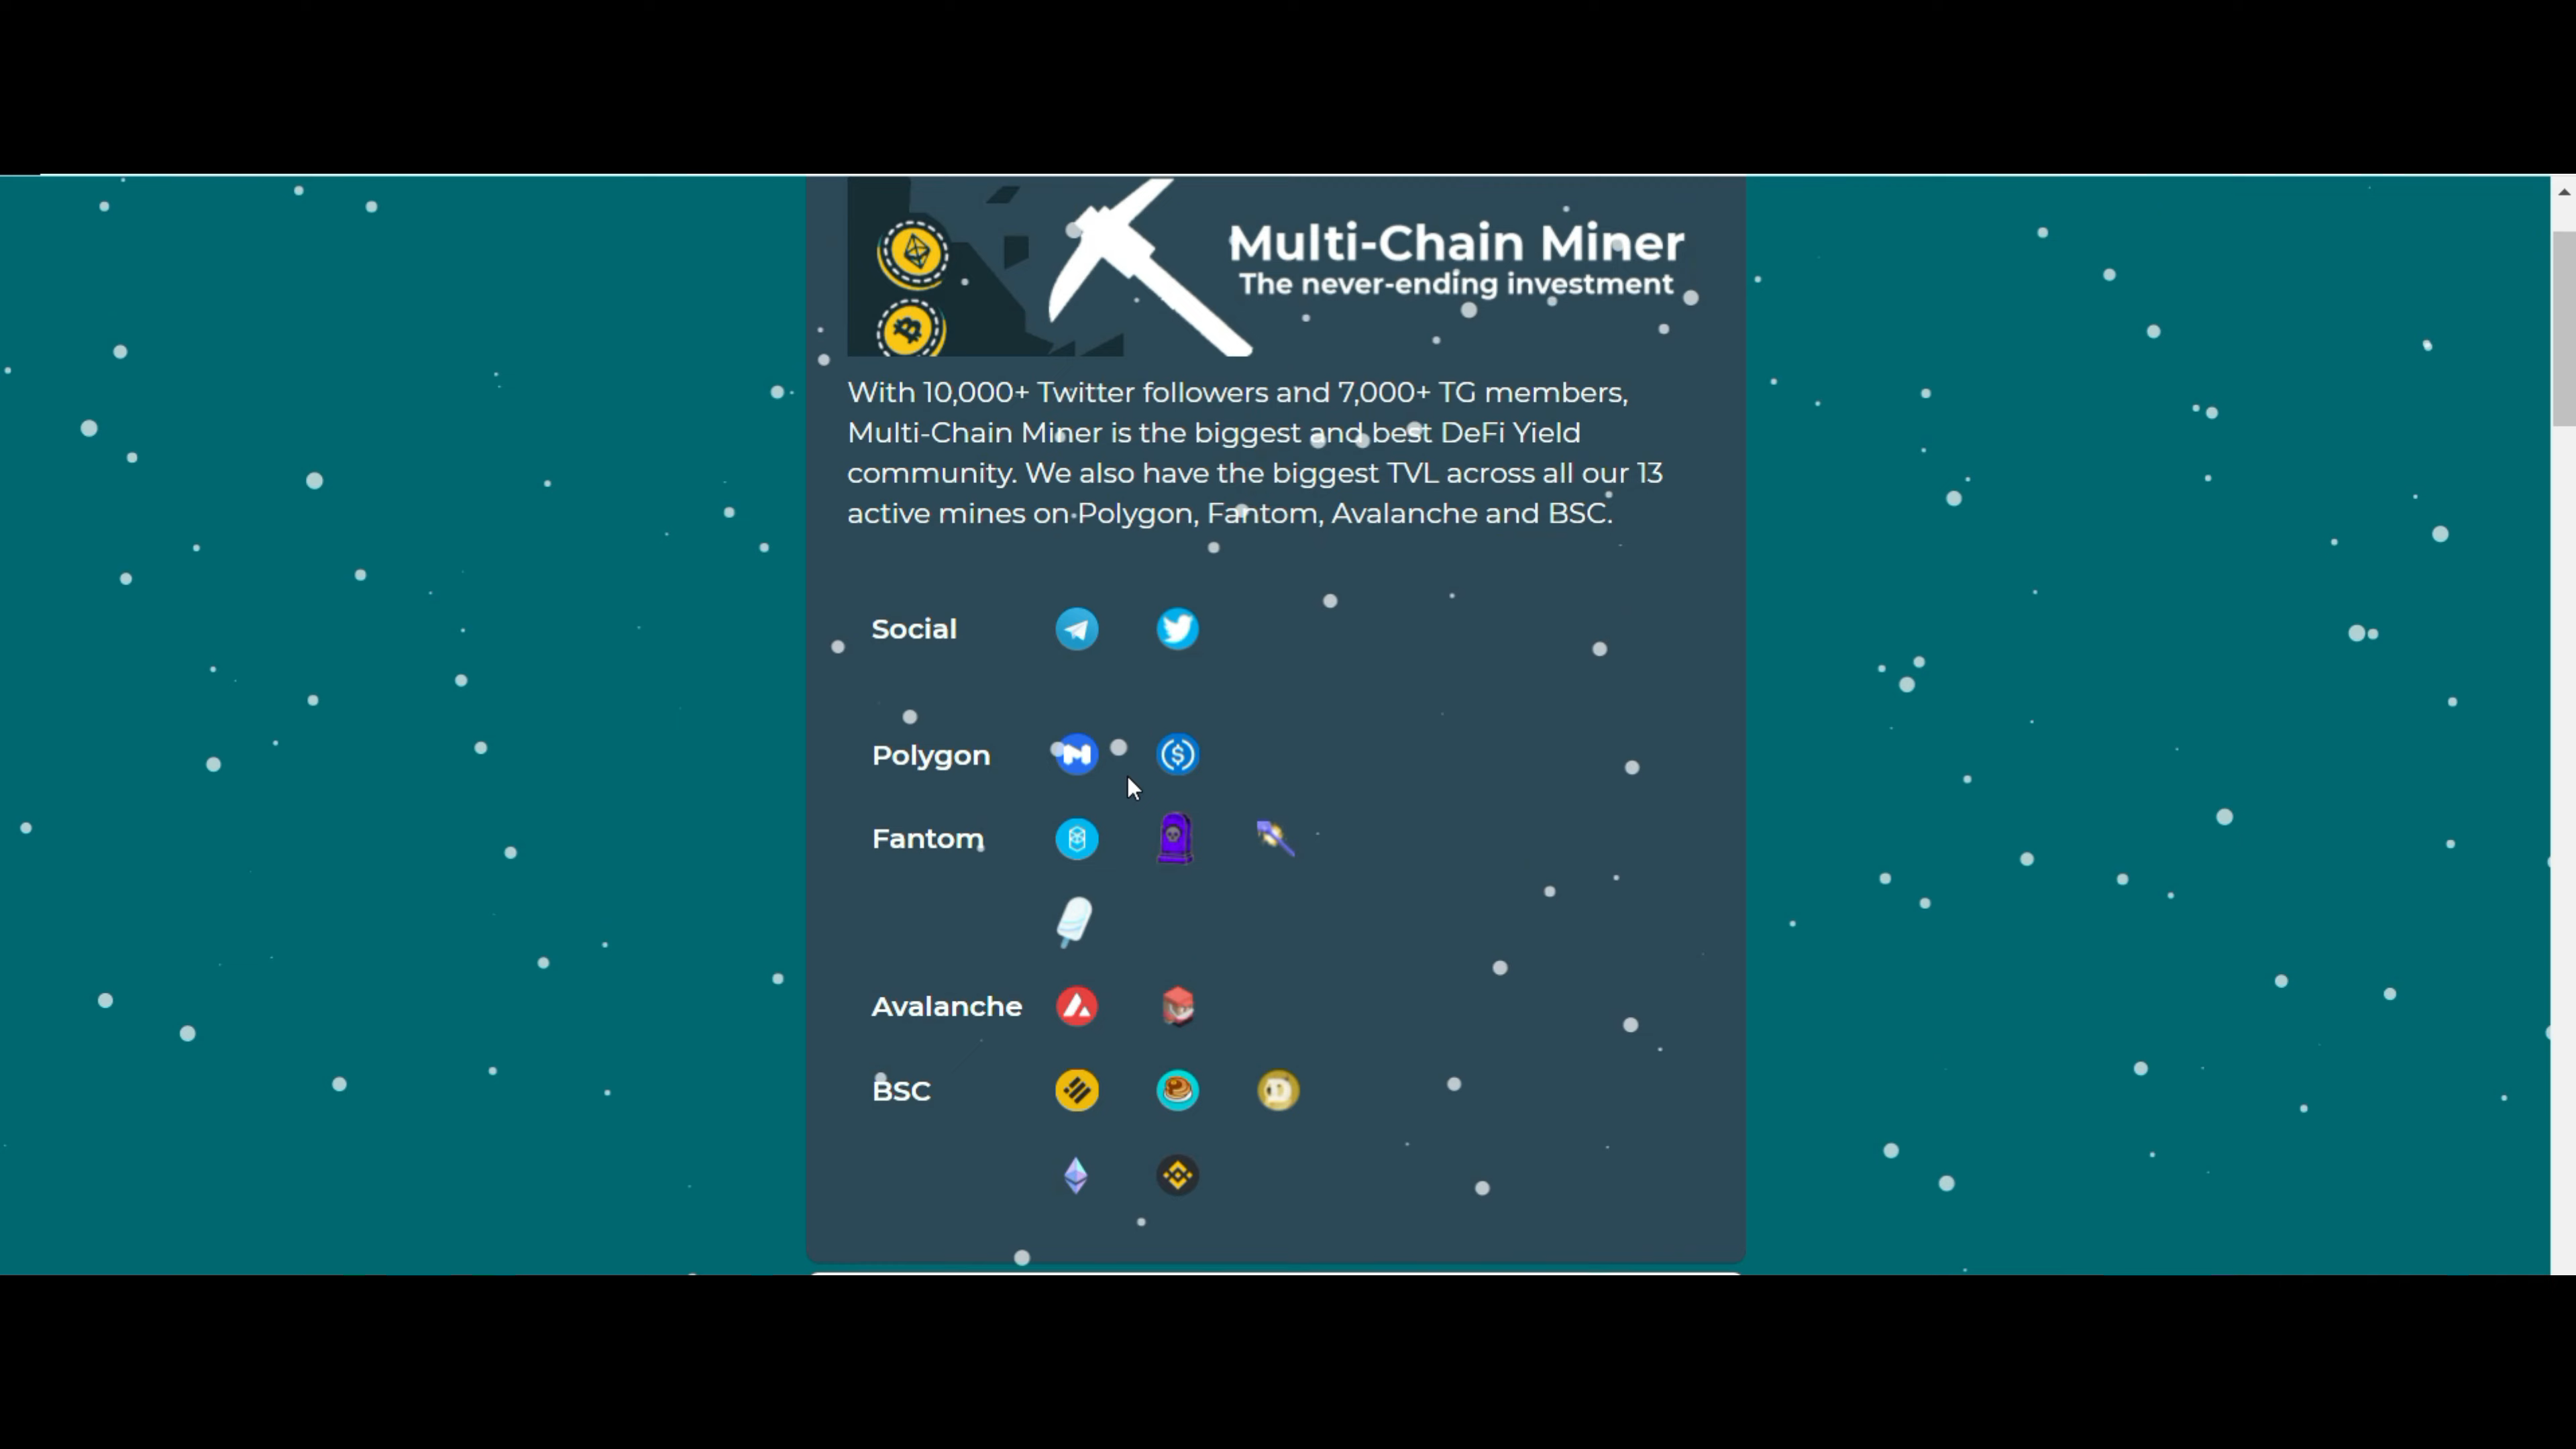 Multi-Chain Miner
The never-ending investment
With 10,000+ Twitter followers and 7,000+ TG members,
Multi-Chain Miner is the biggest and best DeFi Yield
community. We also have the biggest TVL across all our 13
active mines on Polygon, Fantom, Avalanche and BSC.
Social
Polygon
Fantom
Avalanche
BSC